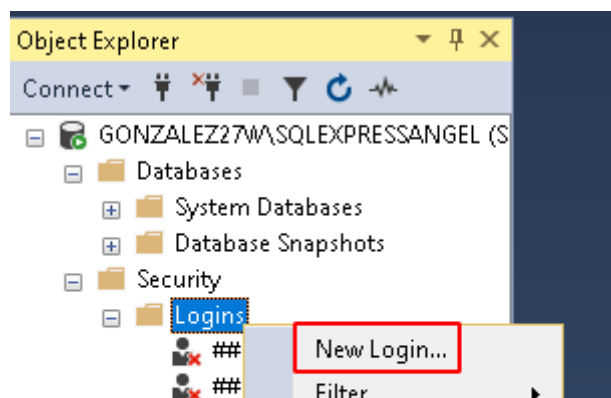 Object Explorer
Connect
GONZALEZ27W\SQLEXPRESSANGEL (S
Databases
System Databases
Database Snapshots
Security
Logins
New Login...
##
Filter
##